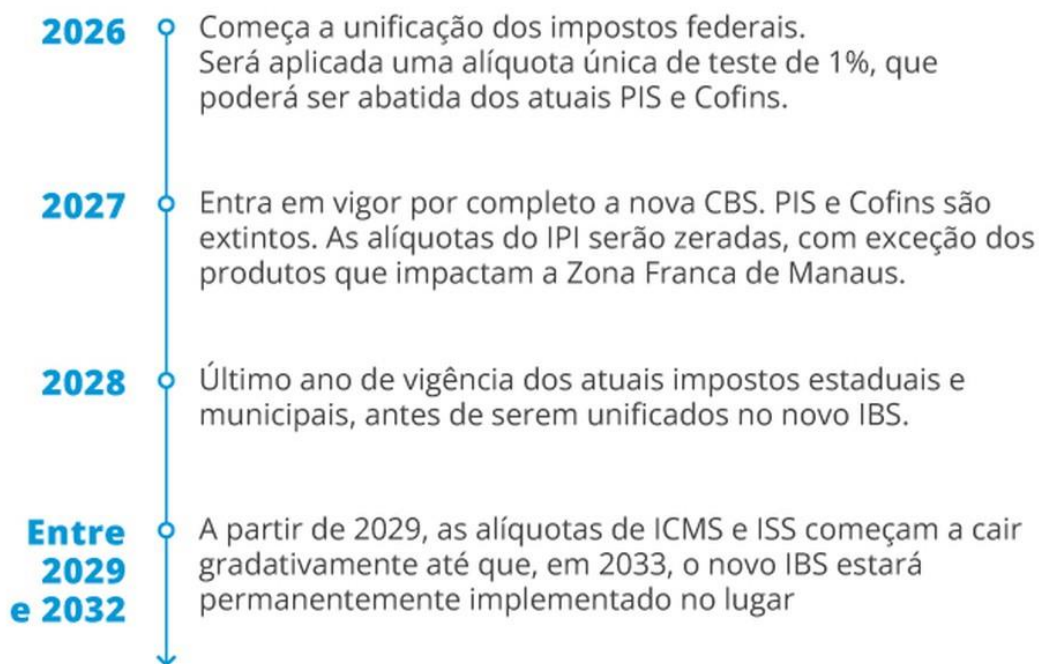 2026
Começa a unificação dos impostos federais.
Será aplicada uma alíquota única de teste de 1%, que
poderá ser abatida dos atuais PIS e Cofins.
2027
Entra em vigor por completo a nova CBS. PIS e Cofins são
extintos. As alíquotas do IPI serão zeradas, com exceção dos
produtos que impactam a Zona Franca de Manaus.
2028
Último ano de vigência dos atuais impostos estaduais e
municipais, antes de serem unificados no novo IBS.
Entre
2029
e 2032
A partir de 2029, as alíquotas de ICMS e ISS começam a cair
gradativamente até que, em 2033, o novo IBS estará
permanentemente implementado no lugar